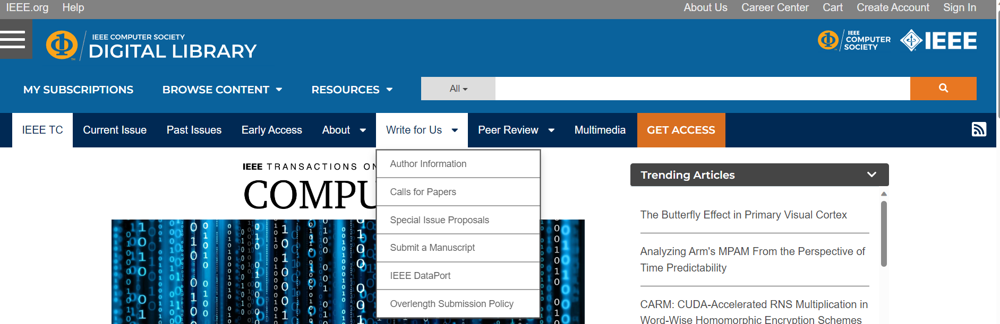 IEEE.org Help About Us Career Center Cart Create Account Sign In
IEEE COMPUTER SOCIETY
DIGITAL LIBRARY
IEEE
COMPUTER
SOCIETY
IEEE
MY SUBSCRIPTIONS BROWSE CONTENT RESOURCES All
IEEE TC Current Issue Past Issues Early Access About Write for Us Peer Review Multimedia GET ACCESS
IEEE TRANSACTIONS ON
COMPU
Author Information
Calls for Papers
Special Issue Proposals
Submit a Manuscript
IEEE DataPort
Overlength Submission Policy
Trending Articles
The Butterfly Effect in Primary Visual Cortex
Analyzing Arm's MPAM From the Perspective of
Time Predictability
CARM: CUDA-Accelerated RNS Multiplication in
Word-Wise Homomorphic Encryption Schemes